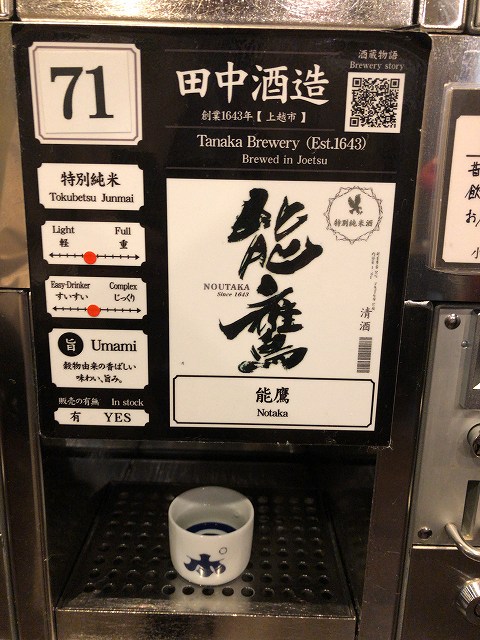 71
田中酒造
創業1643年【上越市】
酒蔵物語
Brewery story
Tanaka Brewery (Est.1643)
Brewed in Joetsu
特別純米
Tokubetsu Junmai
Light Full
軽 重
Easy-Drinker Complex
すいすい じっくり
旨 Umami
穀物由来の香ばしい
味わい、旨み。
販売の有無 In stock
有 YES
能鷹
NOUTAKA
Since 1643
特別純米酒
清酒
能鷹
Notaka